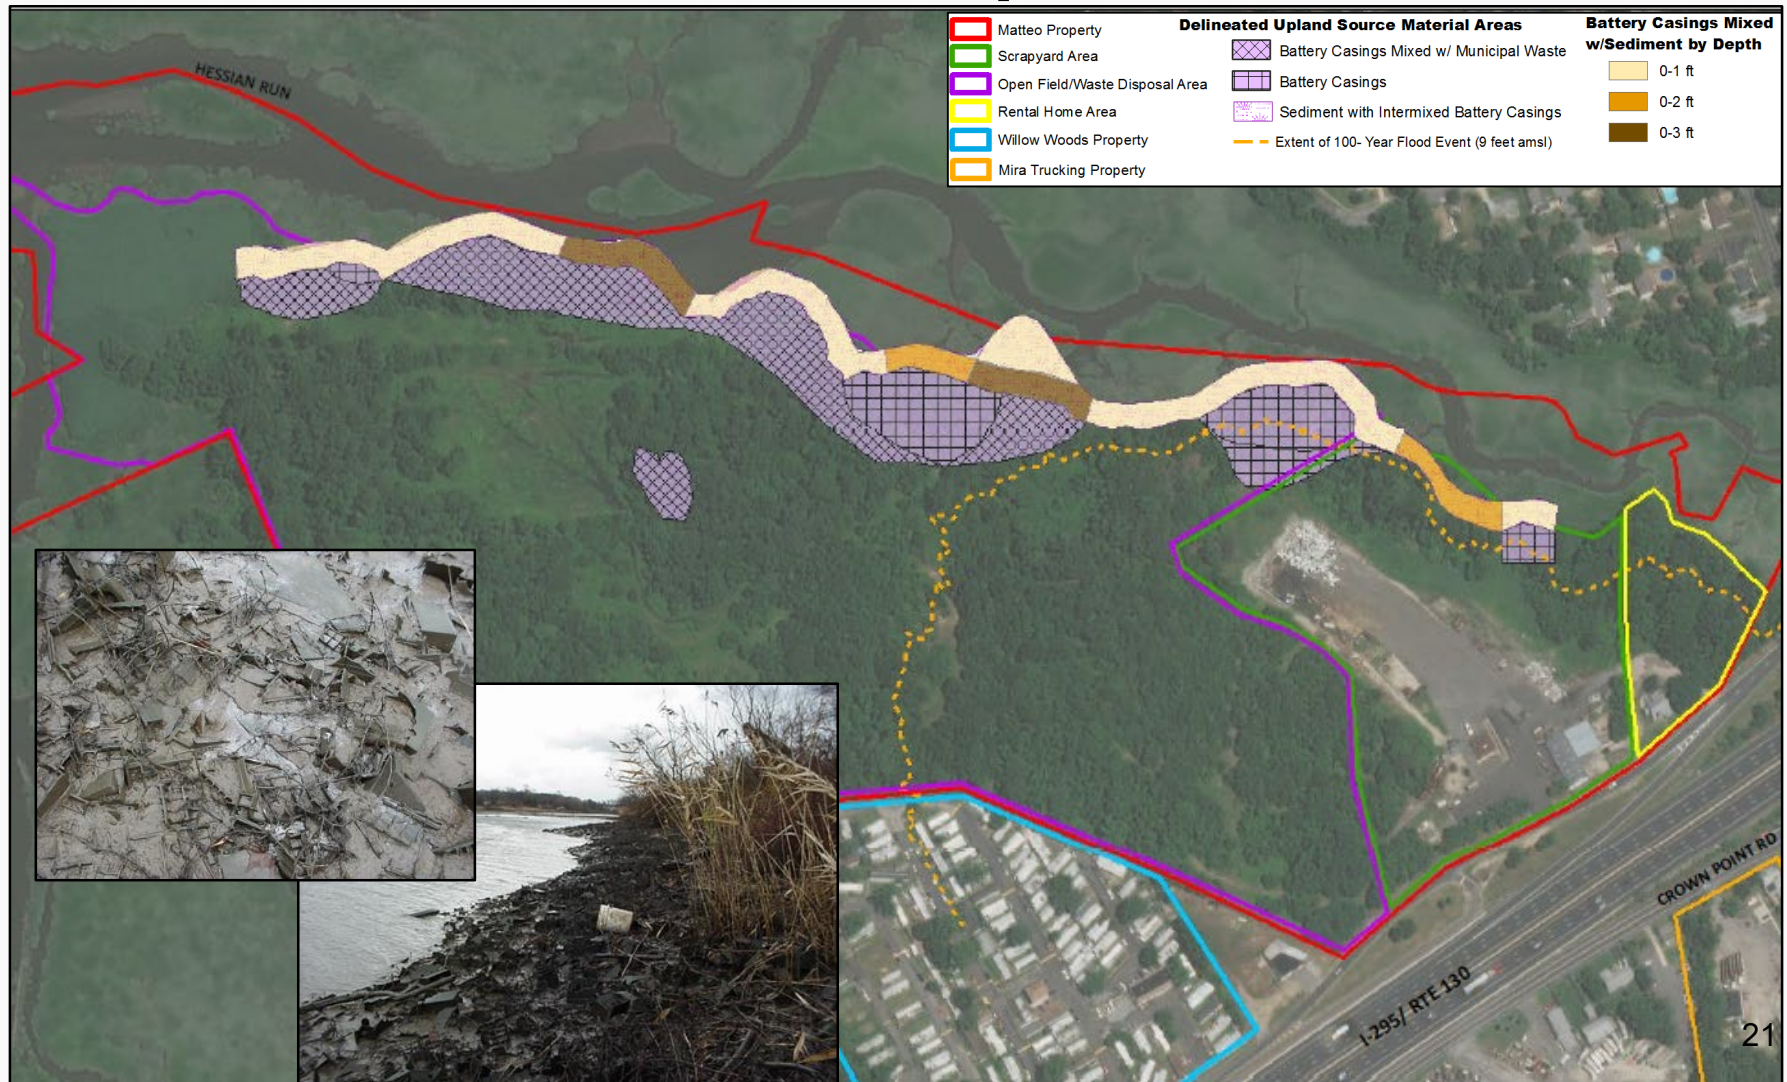 Matteo Property
Scrapyard Area
Open Field/Waste Disposal Area
Rental Home Area
Willow Woods Property
Mira Trucking Property
Delineated Upland Source Material Areas
Battery Casings Mixed w/ Municipal Waste
Battery Casings
Sediment with Intermixed Battery Casings
Extent of 100- Year Flood Event (9 feet amsl)
Battery Casings Mixed
w/Sediment by Depth
0-1 ft
0-2 ft
0-3 ft
HESSIAN RUN
CROWN POINT RD
I-295/ RTE 130
21